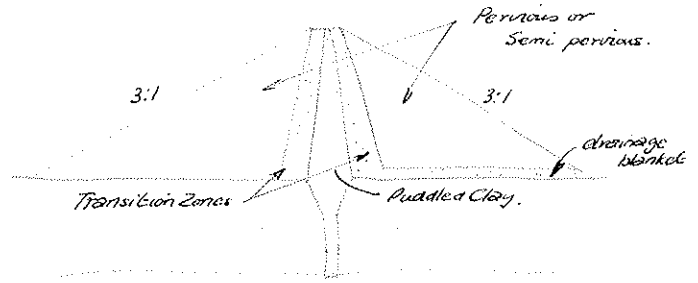 Pervious or
Semi pervious.
3:1
3:1
drainage
blanket
Transition Zones
Puddled Clay.